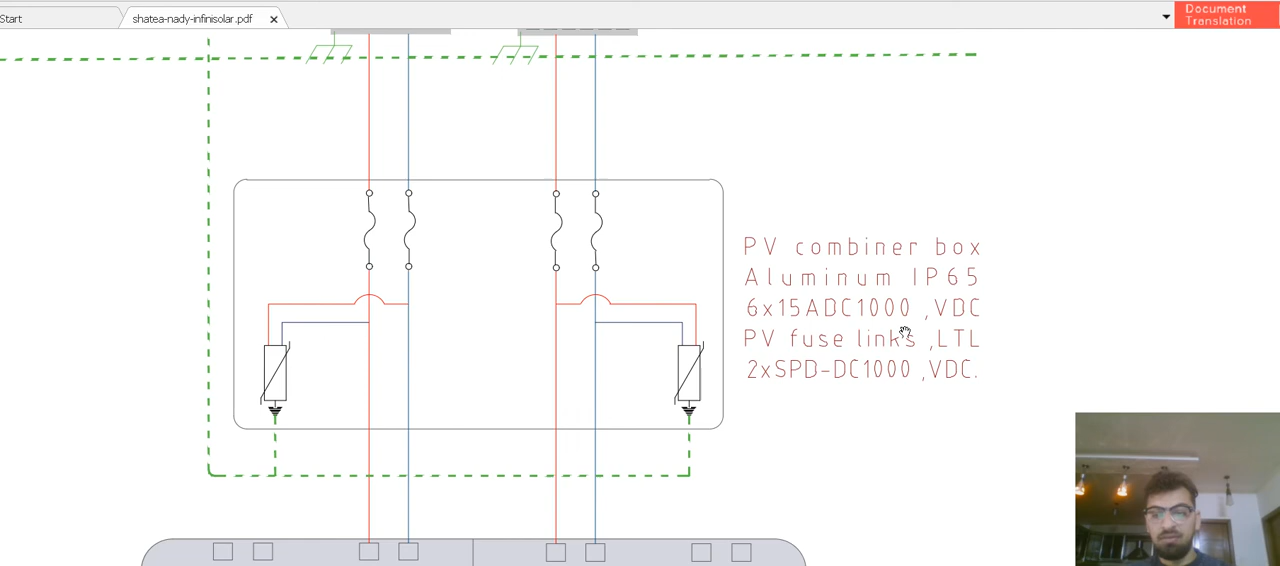 Start
shatea-nady-infinisolar.pdf
Document
Translation
PV combiner box
Aluminum IP65
6x15ADC1000 ,VDC
PV fuse links ,LTL
2xSPB-DC1000 ,VDC.